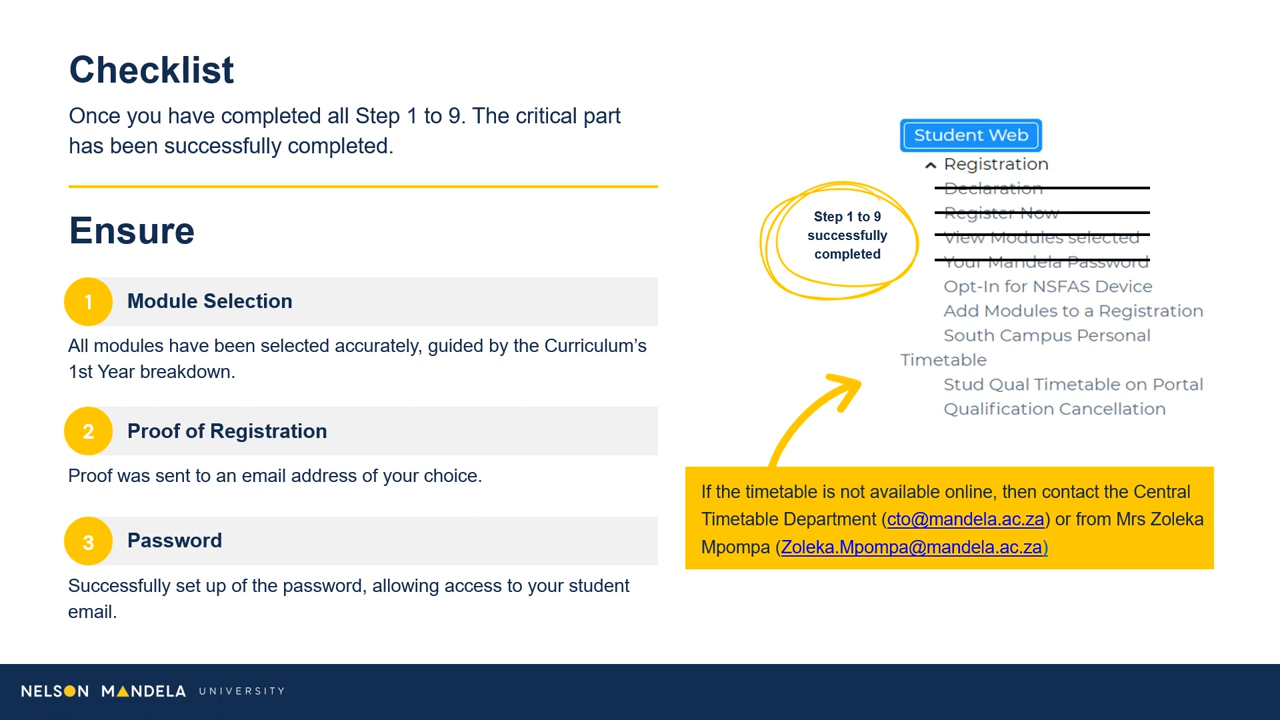 Checklist
Once you have completed all Step 1 to 9. The critical part
has been successfully completed.
Ensure
1 Module Selection
All modules have been selected accurately, guided by the Curriculum's
1st Year breakdown.
2 Proof of Registration
Proof was sent to an email address of your choice.
3 Password
Successfully set up of the password, allowing access to your student
email.
Step 1 to 9
successfully
completed
Student Web
Registration
Declaration
Register Now
View Modules selected
Your Mandela Password
Opt-In for NSFAS Device
Add Modules to a Registration
South Campus Personal
Timetable
Stud Qual Timetable on Portal
Qualification Cancellation
If the timetable is not available online, then contact the Central
Timetable Department (cto@mandela.ac.za) or from Mrs Zoleka
Mpompa (Zoleka.Mpompa@mandela.ac.za)
NELSON MANDELA UNIVERSITY